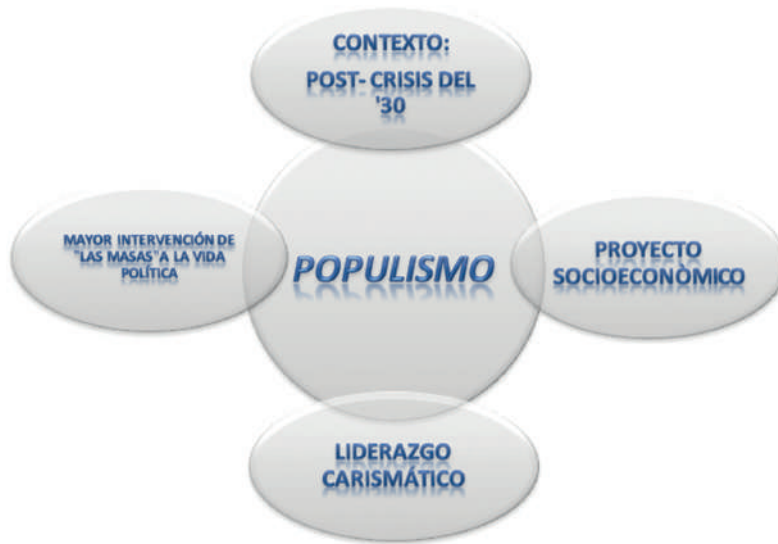 CONTEXTO:
POST- CRISIS DEL
'30
MAYOR INTERVENCIÓN DE
"LAS MASAS"A LA VIDA
POLÍTICA
POPULISMO
PROYECTO
SOCIOECONÒMICO
LIDERAZGO
CARISMÁTICO